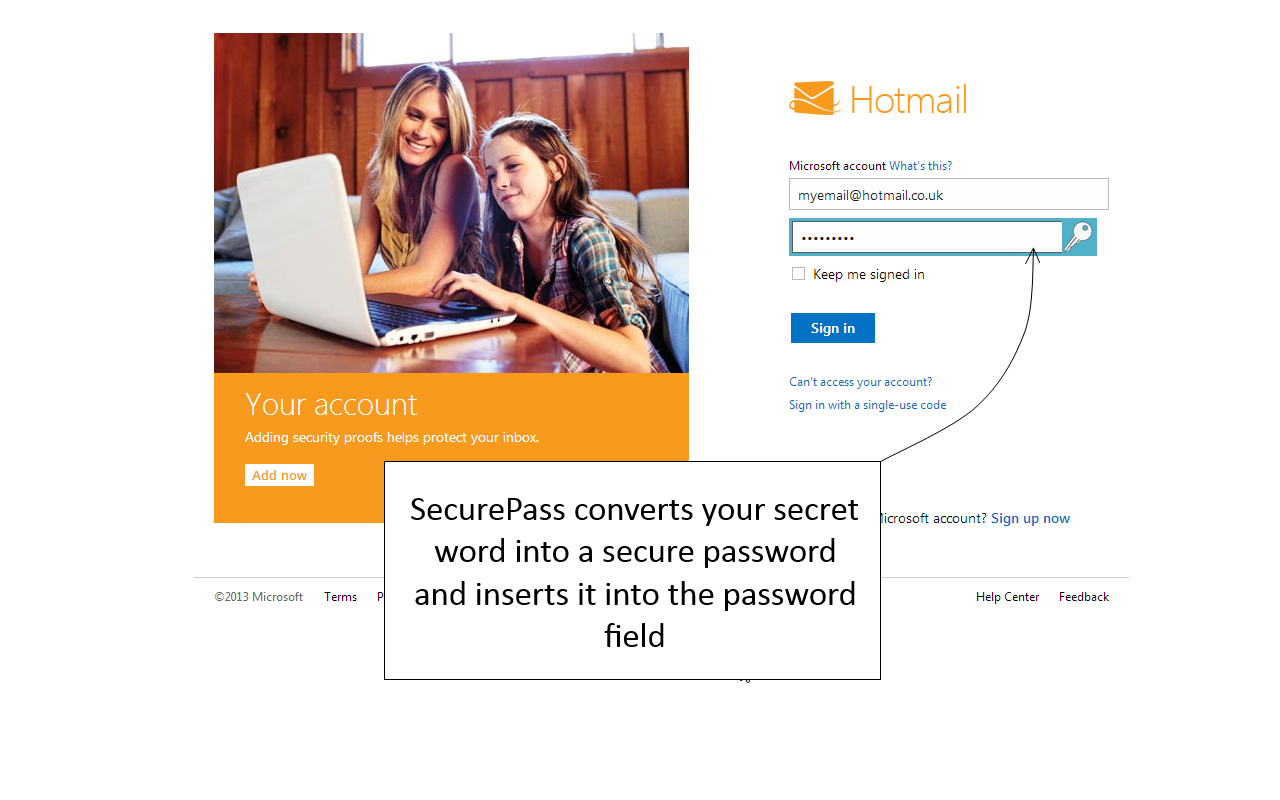 Hotmail
Microsoft account What's this?
myemail@hotmail.co.uk
•••••••••
Keep me signed in
Sign in
Can't access your account?
Sign in with a single-use code
Your account
Adding security proofs helps protect your inbox.
Add now
SecurePass converts your secret
word into a secure password
and inserts it into the password
field
Microsoft account? Sign up now
©2013 Microsoft Terms
Help Center Feedback